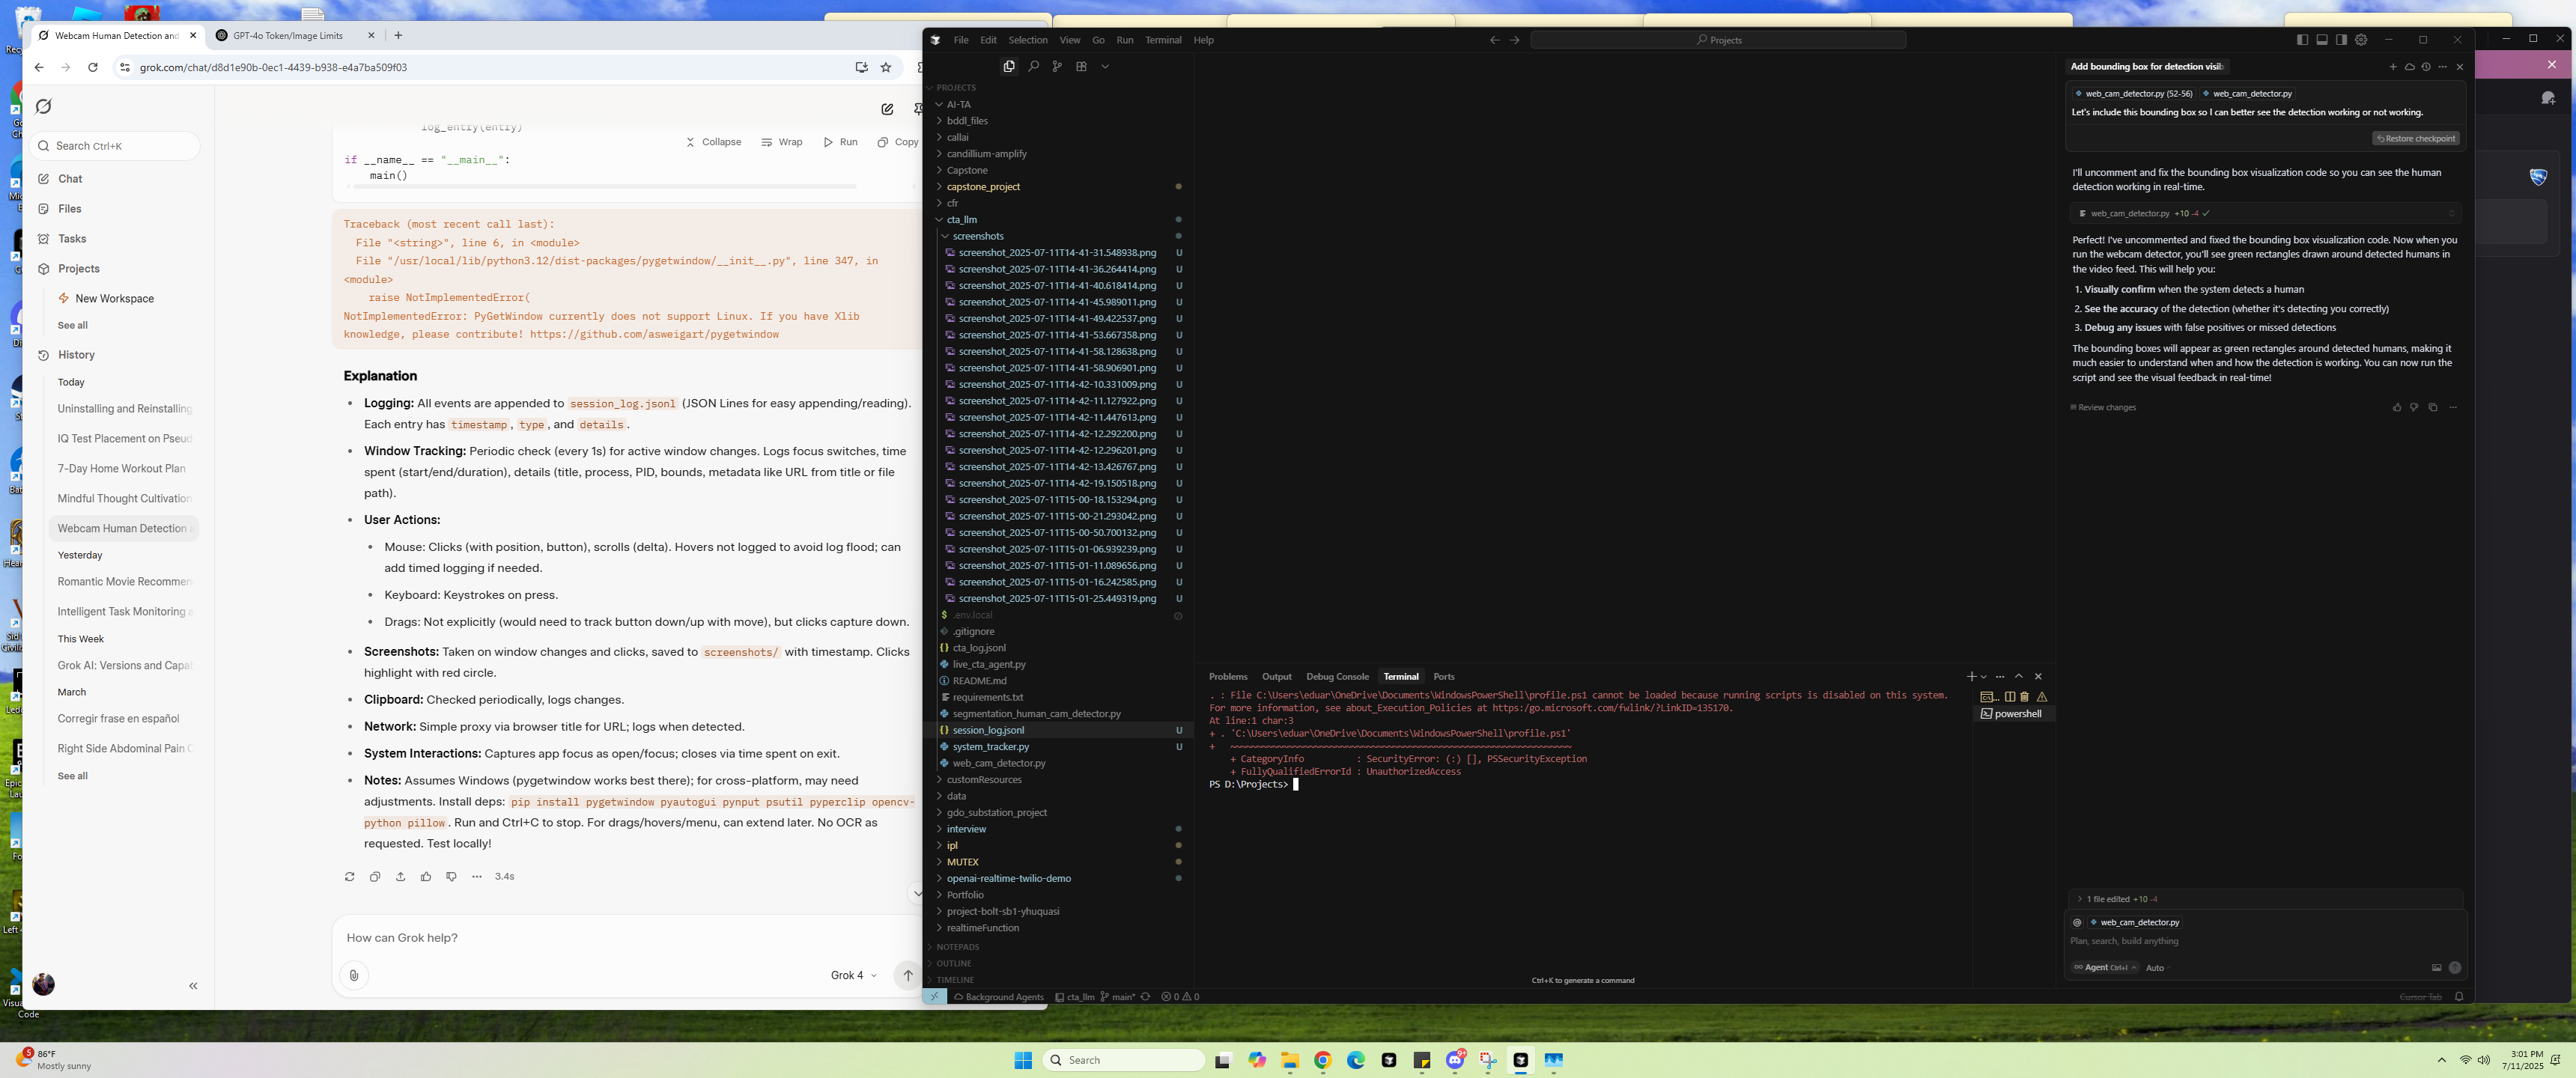 Webcam Human Detection and
GPT-4o Token/Image Limits
grok.com/chat/d8d1e90b-0ec1-4439-b938-e4a7ba509f03
Search Ctrl+K
Chat
Files
Tasks
Projects
New Workspace
See all
History
Today
Uninstalling and Reinstalling
IQ Test Placement on Pseud
7-Day Home Workout Plan
Mindful Thought Cultivation
Webcam Human Detection a
Yesterday
Romantic Movie Recommen
Intelligent Task Monitoring a
This Week
Grok AI: Versions and Capab
March
Corregir frase en español
Right Side Abdominal Pain C
See all
log_entry(entry)
Collapse
Wrap
Run
Copy
if __name__ == "__main__":
main()
Traceback (most recent call last):
File "<string>", line 6, in <module>
File "/usr/local/lib/python3.12/dist-packages/pygetwindow/__init__.py", line 347, in
<module>
raise NotImplementedError(
NotImplementedError: PyGetWindow currently does not support Linux. If you have Xlib
knowledge, please contribute! https://github.com/asweigart/pygetwindow
Explanation
• Logging: All events are appended to session_log.jsonl (JSON Lines for easy appending/reading).
Each entry has timestamp, type, and details.
• Window Tracking: Periodic check (every 1s) for active window changes. Logs focus switches, time
spent (start/end/duration), details (title, process, PID, bounds, metadata like URL from title or file
path).
• User Actions:
• Mouse: Clicks (with position, button), scrolls (delta). Hovers not logged to avoid log flood; can
add timed logging if needed.
• Keyboard: Keystrokes on press.
• Drags: Not explicitly (would need to track button down/up with move), but clicks capture down.
• Screenshots: Taken on window changes and clicks, saved to screenshots/ with timestamp. Clicks
highlight with red circle.
• Clipboard: Checked periodically, logs changes.
• Network: Simple proxy via browser title for URL; logs when detected.
• System Interactions: Captures app focus as open/focus; closes via time spent on exit.
• Notes: Assumes Windows (pygetwindow works best there); for cross-platform, may need
adjustments. Install deps: pip install pygetwindow pyautogui pynput psutil pyperclip opencv-
python pillow. Run and Ctrl+C to stop. For drags/hovers/menu, can extend later. No OCR as
requested. Test locally!
3.4s
How can Grok help?
Grok 4
File Edit Selection View Go Run Terminal Help
Projects
PROJECTS
AI-TA
bddl_files
callai
candillium-amplify
Capstone
capstone_project
cfr
cta_llm
screenshots
screenshot_2025-07-11T14-41-31.548938.png U
screenshot_2025-07-11T14-41-36.264414.png U
screenshot_2025-07-11T14-41-40.618414.png U
screenshot_2025-07-11T14-41-45.989011.png U
screenshot_2025-07-11T14-41-49.422537.png U
screenshot_2025-07-11T14-41-53.667358.png U
screenshot_2025-07-11T14-41-58.128638.png U
screenshot_2025-07-11T14-41-58.906901.png U
screenshot_2025-07-11T14-42-10.331009.png U
screenshot_2025-07-11T14-42-11.127922.png U
screenshot_2025-07-11T14-42-11.447613.png U
screenshot_2025-07-11T14-42-12.292200.png U
screenshot_2025-07-11T14-42-12.296201.png U
screenshot_2025-07-11T14-42-13.426767.png U
screenshot_2025-07-11T14-42-19.150518.png U
screenshot_2025-07-11T15-00-18.153294.png U
screenshot_2025-07-11T15-00-21.293042.png U
screenshot_2025-07-11T15-00-50.700132.png U
screenshot_2025-07-11T15-01-06.939239.png U
screenshot_2025-07-11T15-01-11.089656.png U
screenshot_2025-07-11T15-01-16.242585.png U
screenshot_2025-07-11T15-01-25.449319.png U
.env.local
.gitignore
cta_log.jsonl
live_cta_agent.py
README.md
requirements.txt
segmentation_human_cam_detector.py
session_log.jsonl U
system_tracker.py U
web_cam_detector.py
customResources
data
gdo_substation_project
interview
ipl
MUTEX
openai-realtime-twilio-demo
Portfolio
project-bolt-sb1-yhuquasi
realtimeFunction
NOTEPADS
OUTLINE
TIMELINE
Background Agents cta_llm main* 0 0
Problems Output Debug Console Terminal Ports
. : File C:\Users\eduar\OneDrive\Documents\WindowsPowerShell\profile.ps1 cannot be loaded because running scripts is disabled on this system.
For more information, see about_Execution_Policies at https:/go.microsoft.com/fwlink/?LinkID=135170.
At line:1 char:3
+ . 'C:\Users\eduar\OneDrive\Documents\WindowsPowerShell\profile.ps1'
+ ~~~~~~~~~~~~~~~~~~~~~~~~~~~~~~~~~~~~~~~~~~~~~~~~~~~~~~~~~~~~~~~~~
+ CategoryInfo : SecurityError: (:) [], PSSecurityException
+ FullyQualifiedErrorId : UnauthorizedAccess
PS D:\Projects>
powershell
Ctrl+K to generate a command
Add bounding box for detection visib
web_cam_detector.py (52-56) web_cam_detector.py
Let's include this bounding box so I can better see the detection working or not working.
Restore checkpoint
I'll uncomment and fix the bounding box visualization code so you can see the human
detection working in real-time.
web_cam_detector.py +10 -4
Perfect! I've uncommented and fixed the bounding box visualization code. Now when you
run the webcam detector, you'll see green rectangles drawn around detected humans in
the video feed. This will help you:
1. Visually confirm when the system detects a human
2. See the accuracy of the detection (whether it's detecting you correctly)
3. Debug any issues with false positives or missed detections
The bounding boxes will appear as green rectangles around detected humans, making it
much easier to understand when and how the detection is working. You can now run the
script and see the visual feedback in real-time!
Review changes
1 file edited +10 -4
@ web_cam_detector.py
Plan, search, build anything
Agent Ctrl+I Auto
Cursor Tab
Code
5
86°F
Mostly sunny
Search
9+
3:01 PM
7/11/2025